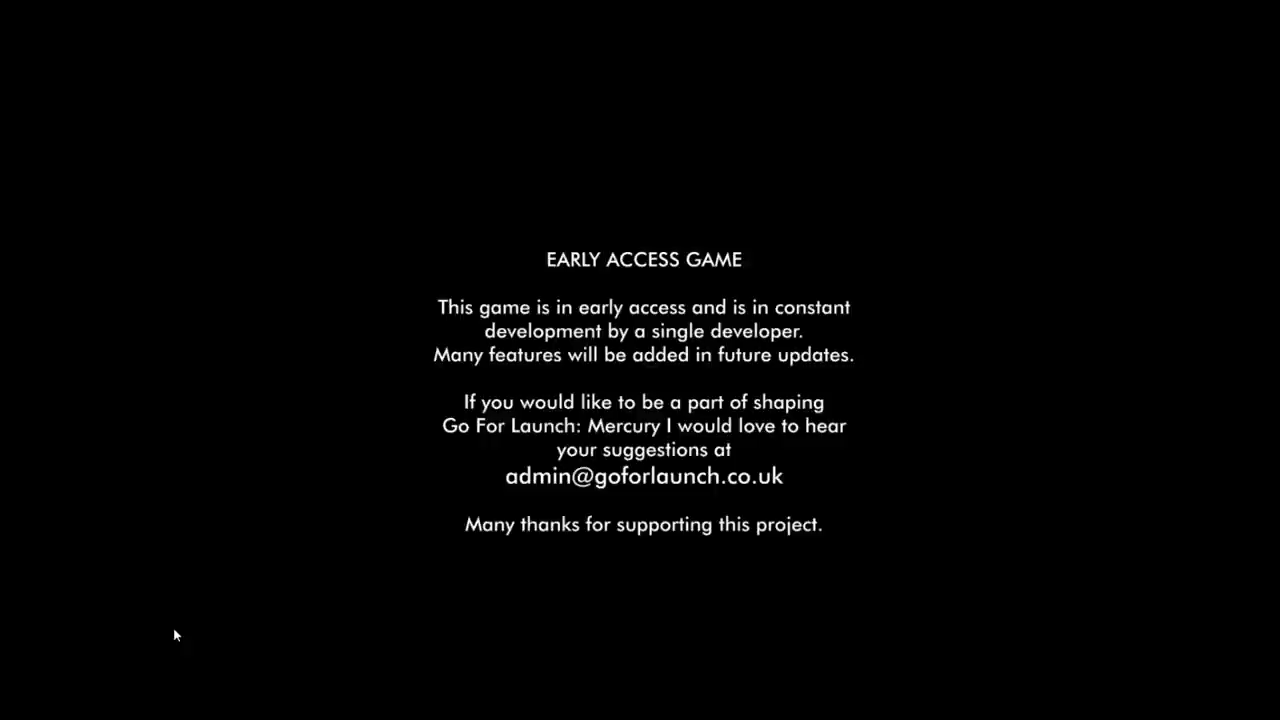 EARLY ACCESS GAME
This game is in early access and is in constant
development by a single developer.
Many features will be added in future updates.
If you would like to be a part of shaping
Go For Launch: Mercury I would love to hear
your suggestions at
admin@goforlaunch.co.uk
Many thanks for supporting this project.